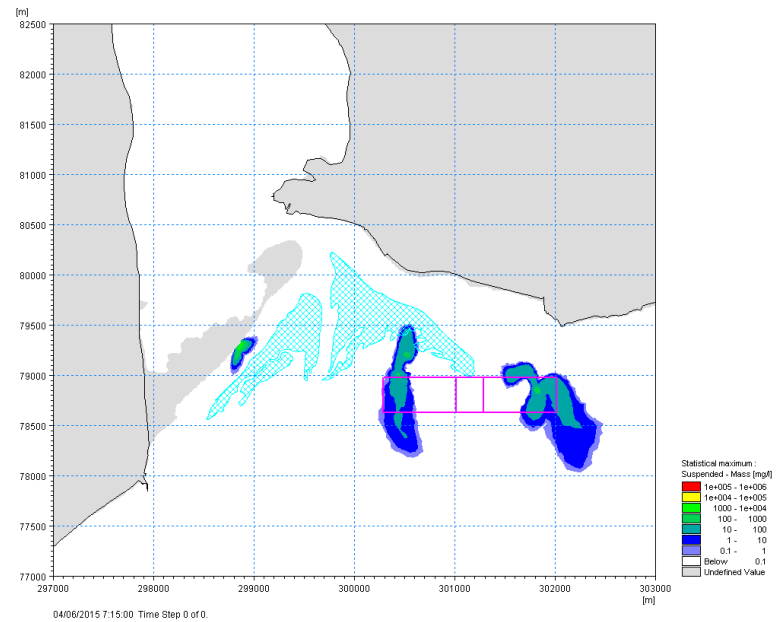 [m]
82500
82000
81500
81000
80500
80000
79500
79000
78500
78000
77500
77000
297000 298000 299000 300000 301000 302000 303000
[m]
Statistical maximum :
Suspended - Mass [mg/l]
1e+005 - 1e+006
1e+004 - 1e+005
1000 - 1e+004
100 - 1000
10 - 100
1 - 10
0.1 - 1
Below 0.1
Undefined Value
04/06/2015 7:15:00 Time Step 0 of 0.